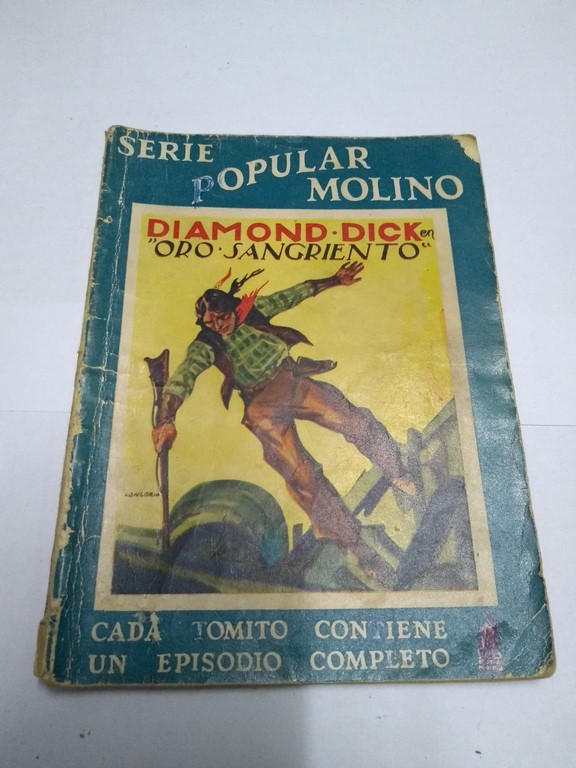 SERIE
POPULAR
MOLINO
DIAMOND·DICK en
"ORO·SANGRIENTO"
CADA TOMITO CONTIENE
UN EPISODIO COMPLETO